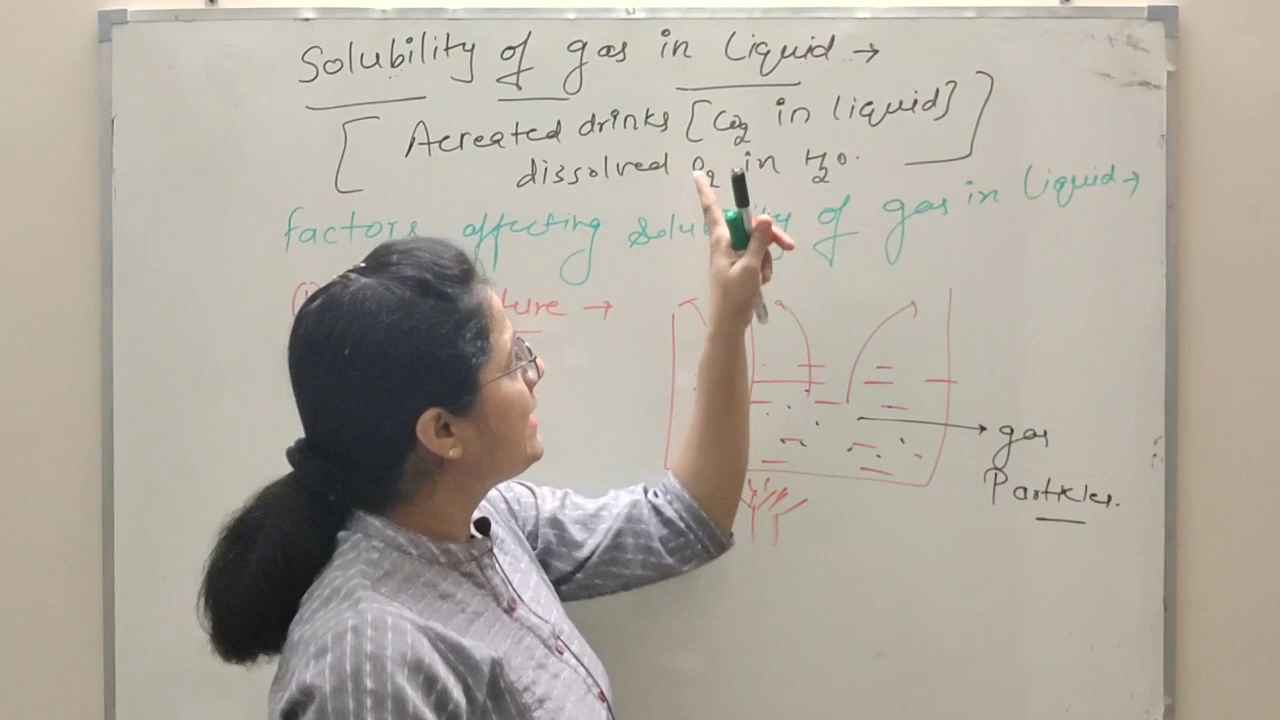 Solubility of gas in Liquid →
[ Aereated drinks [CO2 in liquid] ]
dissolved O2 in H2O.
factors affecting solubility of gas in Liquid →
→
gas
Particles.